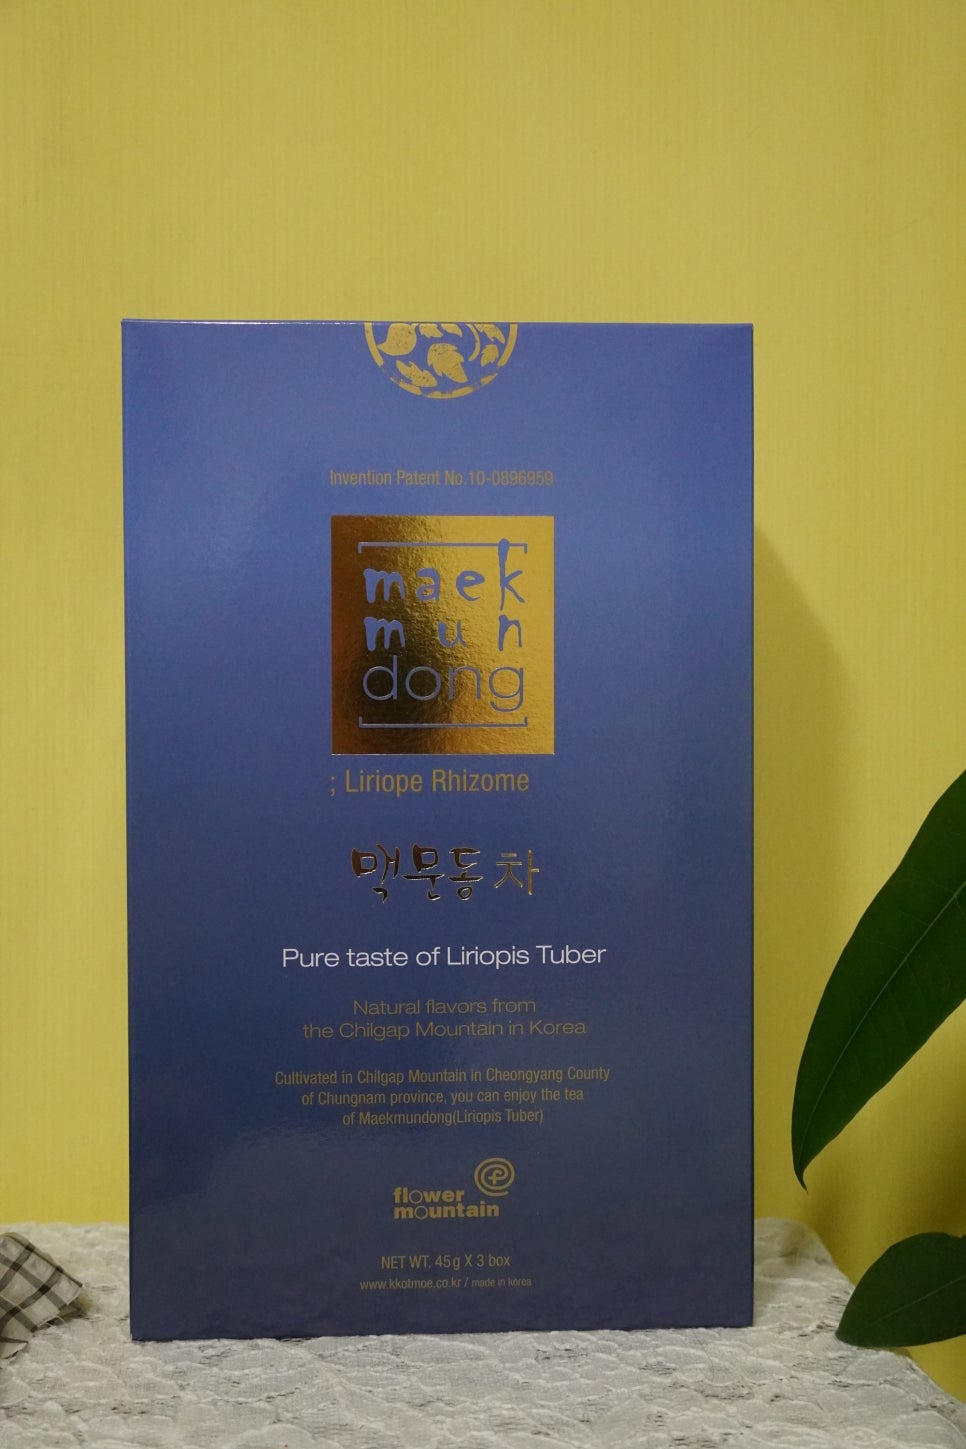 Invention Patent No.10-0896959
maek
mun
dong
; Liriope Rhizome
맥문동차
Pure taste of Liriopis Tuber
Natural flavors from
the Chilgap Mountain in Korea
Cultivated in Chilgap Mountain in Cheongyang County
of Chungnam province, you can enjoy the tea
of Maekmundong(Liriopis Tuber)
flower
mountain
NET WT. 45g X 3 box
www.kkotmoe.co.kr / made in korea